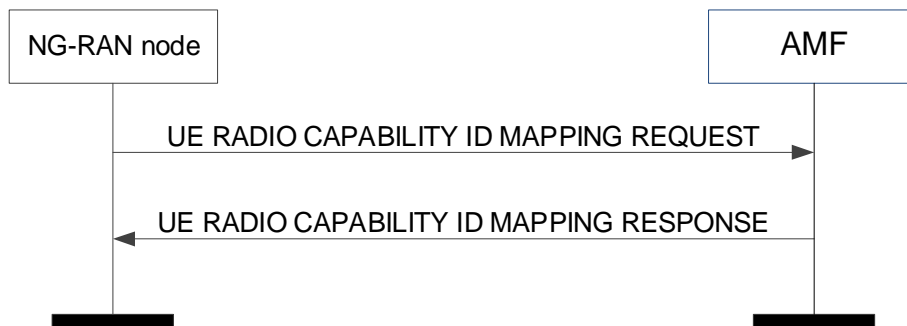 NG-RAN node
AMF
UE RADIO CAPABILITY ID MAPPING REQUEST
UE RADIO CAPABILITY ID MAPPING RESPONSE